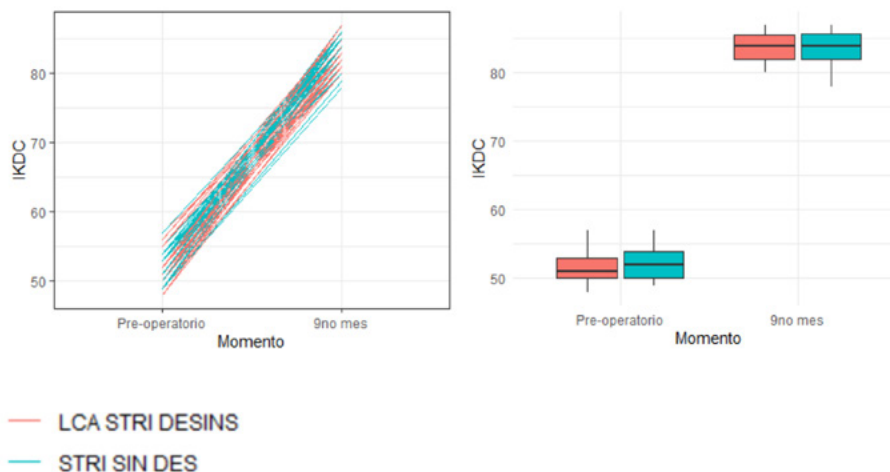 80
70
60
50
IKDC
Pre-operatorio
9no mes
Momento
80
70
60
50
IKDC
Pre-operatorio
9no mes
Momento
LCA STRI DESINS
STRI SIN DES